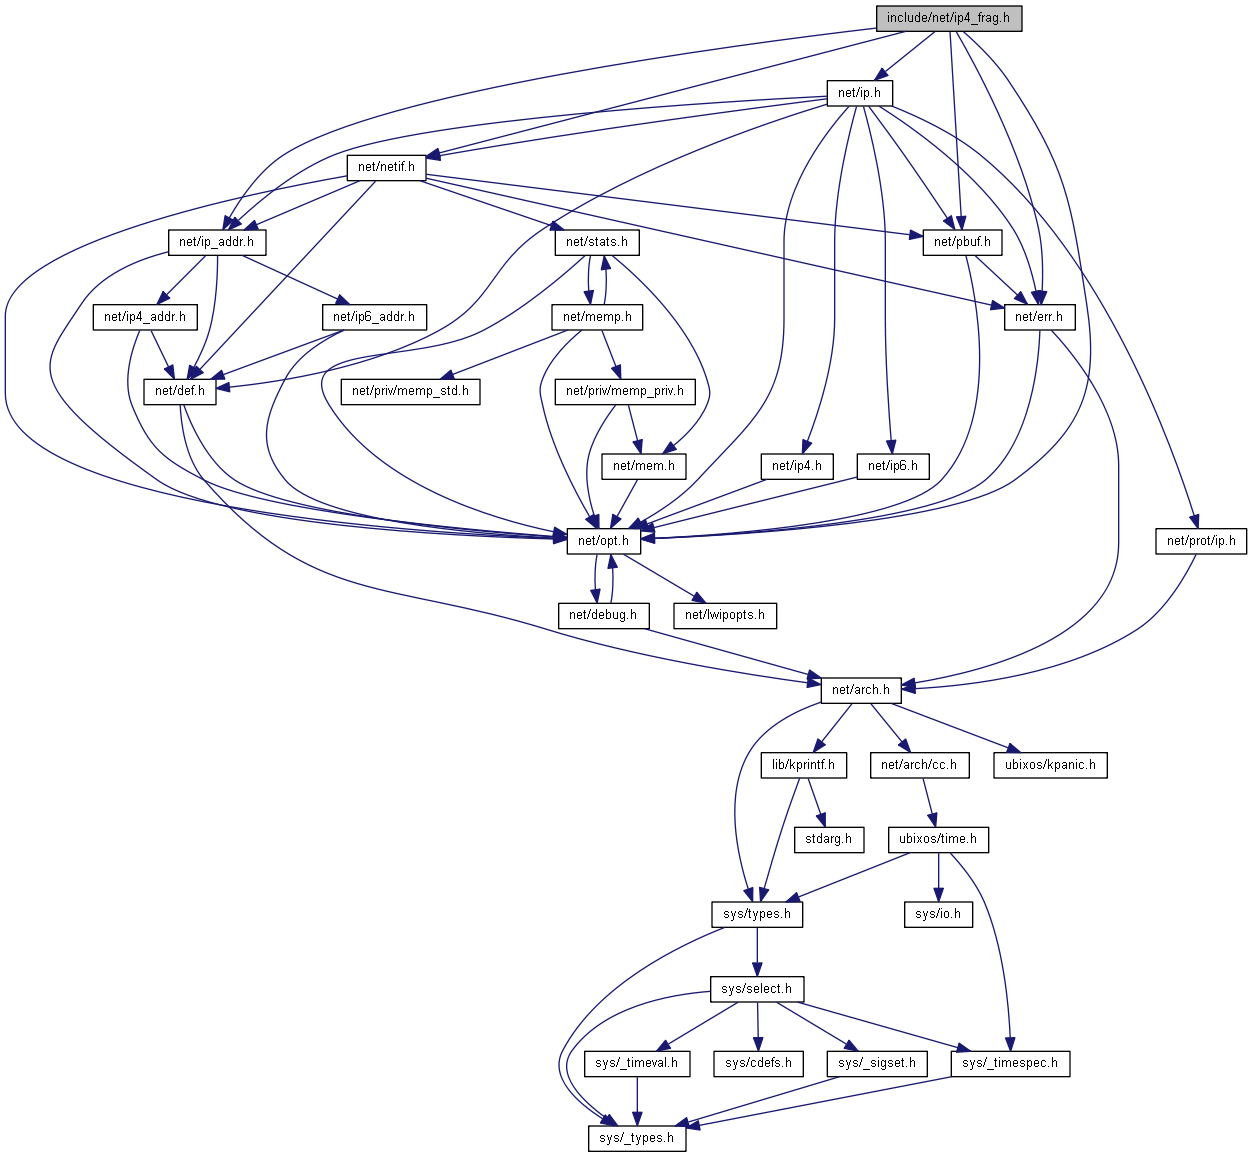 include/net/ip4_frag.h
net/ip.h
net/netif.h
net/ip_addr.h
net/stats.h
net/pbuf.h
net/ip4_addr.h
net/ip6_addr.h
net/memp.h
net/err.h
net/def.h
net/priv/memp_std.h
net/priv/memp_priv.h
net/mem.h
net/ip4.h
net/ip6.h
net/opt.h
net/prot/ip.h
net/debug.h
net/lwipopts.h
net/arch.h
lib/kprintf.h
net/arch/cc.h
ubixos/kpanic.h
stdarg.h
ubixos/time.h
sys/types.h
sys/io.h
sys/select.h
sys/_timeval.h
sys/cdefs.h
sys/_sigset.h
sys/_timespec.h
sys/_types.h